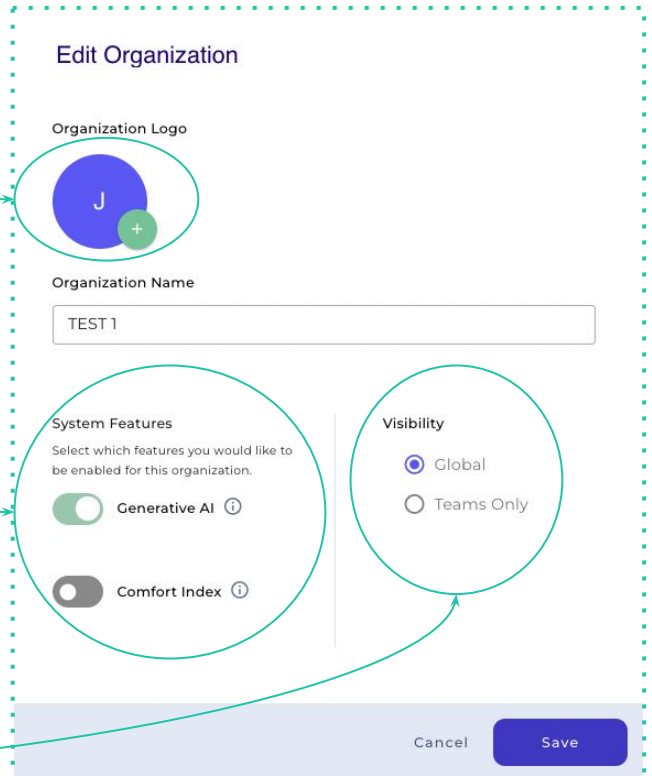 Edit Organization
Organization Logo
J
+
Organization Name
TEST 1
System Features
Select which features you would like to
be enabled for this organization.
Generative AI
Comfort Index
Visibility
Global
Teams Only
Cancel
Save